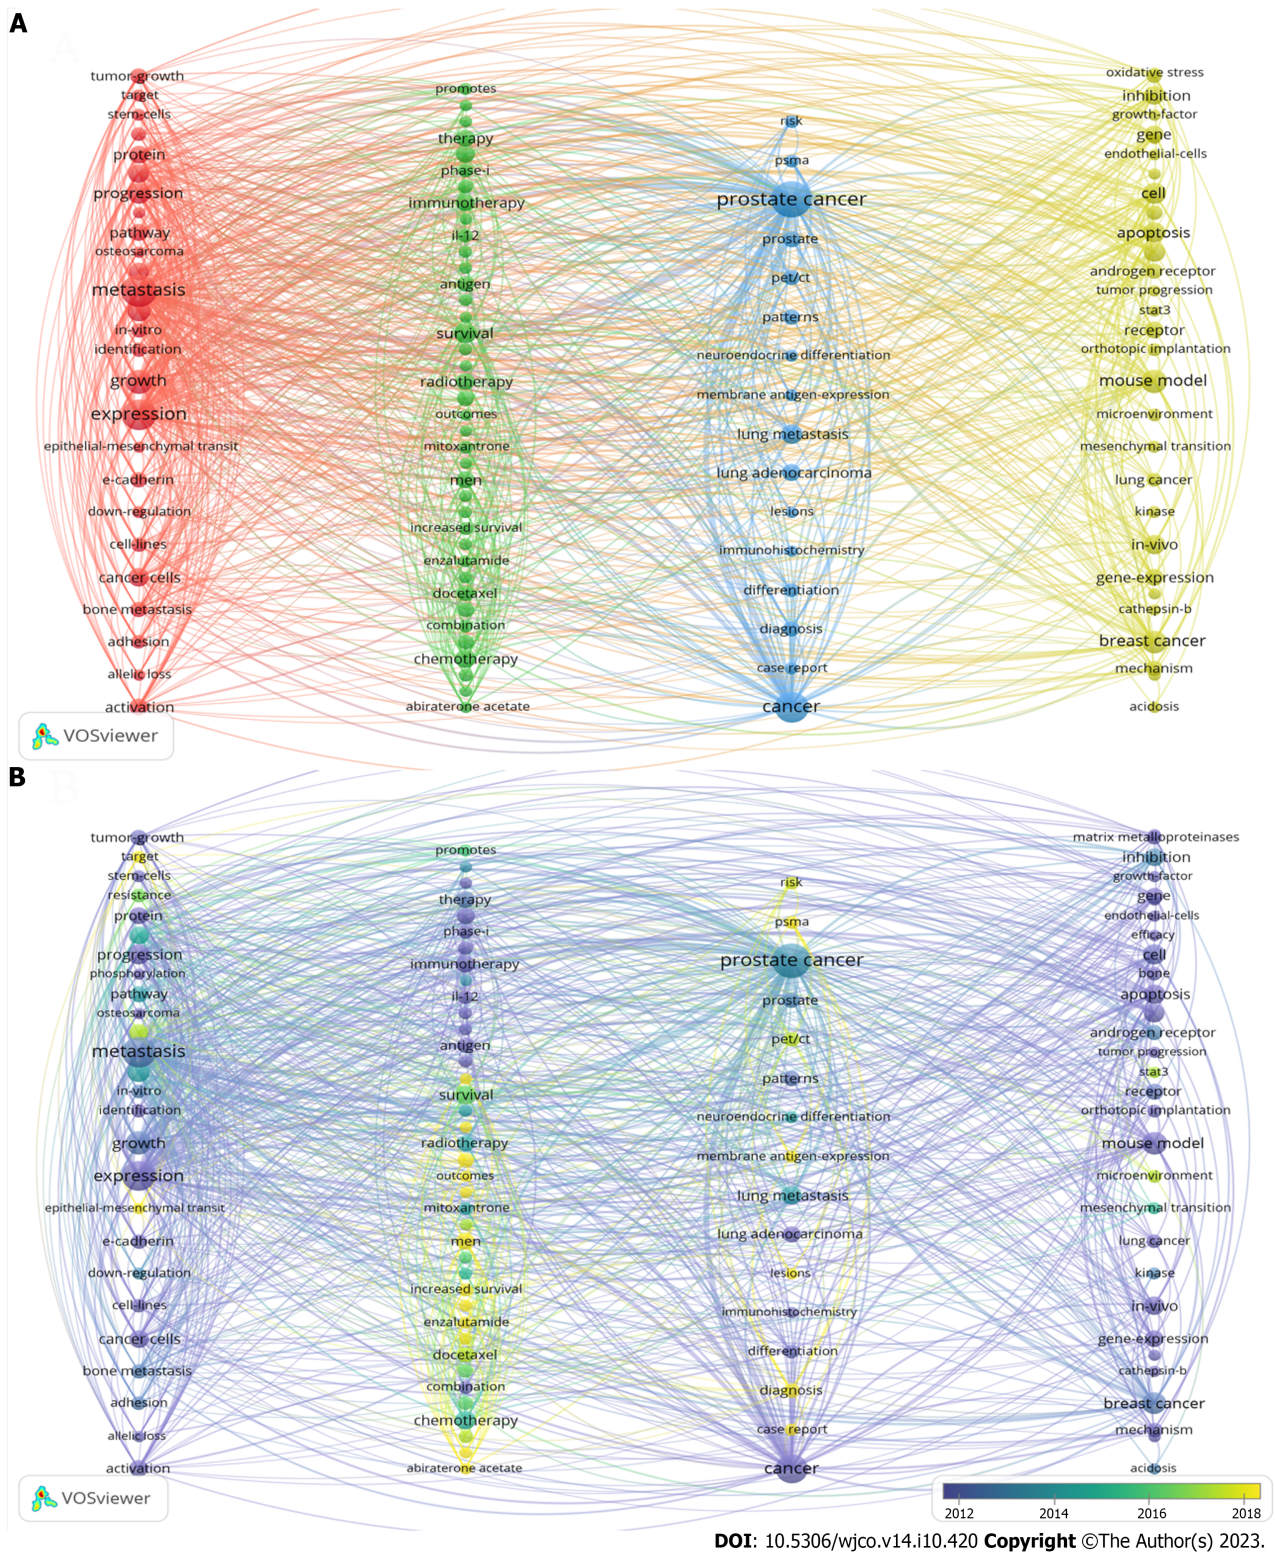 A
tumor-growth
target
stem-cells
protein
progression
pathway
osteosarcoma
metastasis
in-vitro
identification
growth
expression
epithelial-mesenchymal transit
e-cadherin
down-regulation
cell-lines
cancer cells
bone metastasis
adhesion
allelic loss
activation
promotes
therapy
phase-i
immunotherapy
il-12
antigen
survival
radiotherapy
outcomes
mitoxantrone
men
increased survival
enzalutamide
docetaxel
combination
chemotherapy
abiraterone acetate
risk
psma
prostate cancer
prostate
pet/ct
patterns
neuroendocrine differentiation
membrane antigen-expression
lung metastasis
lung adenocarcinoma
lesions
immunohistochemistry
differentiation
diagnosis
case report
cancer
oxidative stress
inhibition
growth-factor
gene
endothelial-cells
cell
apoptosis
androgen receptor
tumor progression
stat3
receptor
orthotopic implantation
mouse model
microenvironment
mesenchymal transition
lung cancer
kinase
in-vivo
gene-expression
cathepsin-b
breast cancer
mechanism
acidosis
VOSviewer
B
tumor-growth
target
stem-cells
resistance
protein
progression
phosphorylation
pathway
osteosarcoma
metastasis
in-vitro
identification
growth
expression
epithelial-mesenchymal transit
e-cadherin
down-regulation
cell-lines
cancer cells
bone metastasis
adhesion
allelic loss
activation
promotes
therapy
phase-i
immunotherapy
il-12
antigen
survival
radiotherapy
outcomes
mitoxantrone
men
increased survival
enzalutamide
docetaxel
combination
chemotherapy
abiraterone acetate
risk
psma
prostate cancer
prostate
pet/ct
patterns
neuroendocrine differentiation
membrane antigen-expression
lung metastasis
lung adenocarcinoma
lesions
immunohistochemistry
differentiation
diagnosis
case report
cancer
matrix metalloproteinases
inhibition
growth-factor
gene
endothelial-cells
efficacy
cell
bone
apoptosis
androgen receptor
tumor progression
stat3
receptor
orthotopic implantation
mouse model
microenvironment
mesenchymal transition
lung cancer
kinase
in-vivo
gene-expression
cathepsin-b
breast cancer
mechanism
acidosis
VOSviewer
2012 2014 2016 2018
DOI: 10.5306/wjco.v14.i10.420 Copyright ©The Author(s) 2023.